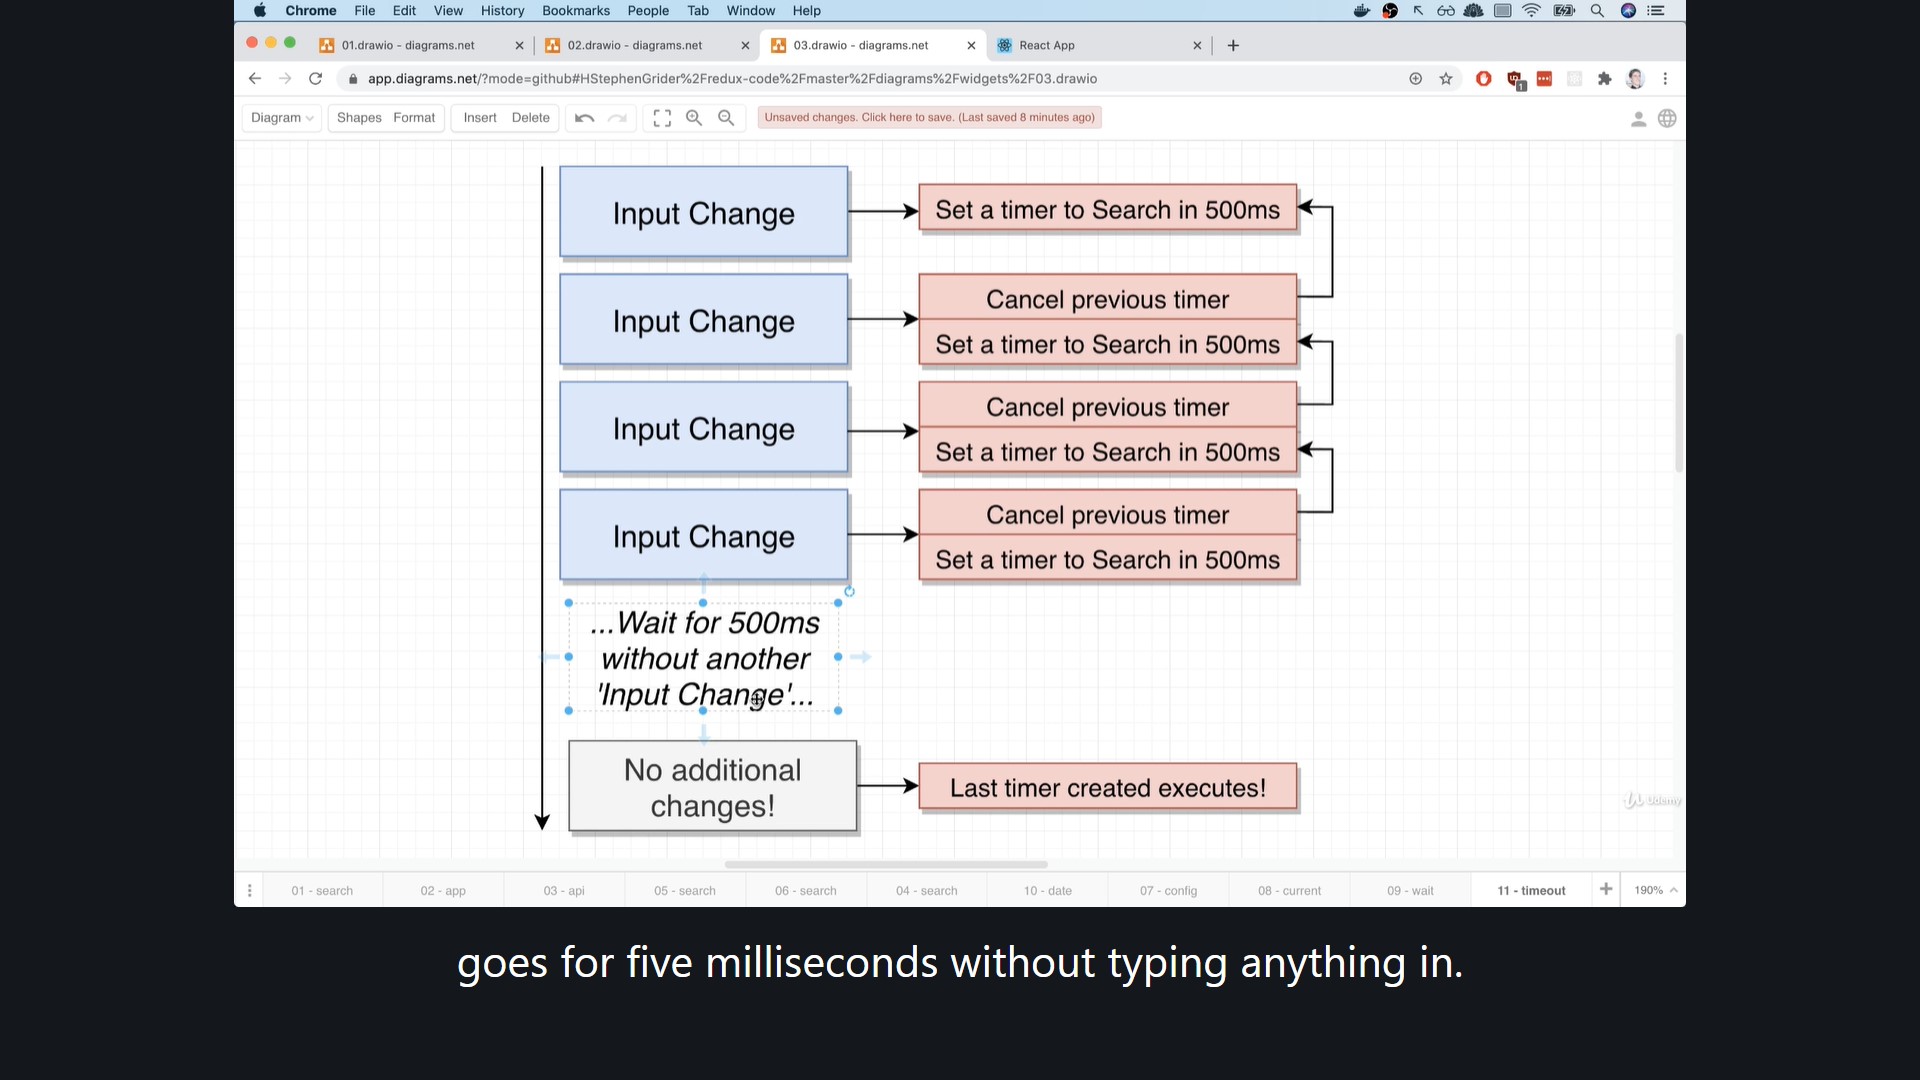 Chrome File Edit View History Bookmarks People Tab Window Help
01.drawio - diagrams.net
02.drawio - diagrams.net
03.drawio - diagrams.net
React App
app.diagrams.net/?mode=github#HStephenGrider%2Fredux-code%2Fmaster%2Fdiagrams%2Fwidgets%2F03.drawio
1
Diagram
Shapes Format
Insert Delete
Unsaved changes. Click here to save. (Last saved 8 minutes ago)
Input Change
Set a timer to Search in 500ms
Input Change
Cancel previous timer
Set a timer to Search in 500ms
Input Change
Cancel previous timer
Set a timer to Search in 500ms
Input Change
Cancel previous timer
Set a timer to Search in 500ms
...Wait for 500ms
without another
'Input Change'...
No additional
changes!
Last timer created executes!
Udemy
01 - search
02 - app
03 - api
05 - search
06 - search
04 - search
10 - date
07 - config
08 - current
09 - wait
11 - timeout
190%
goes for five milliseconds without typing anything in.